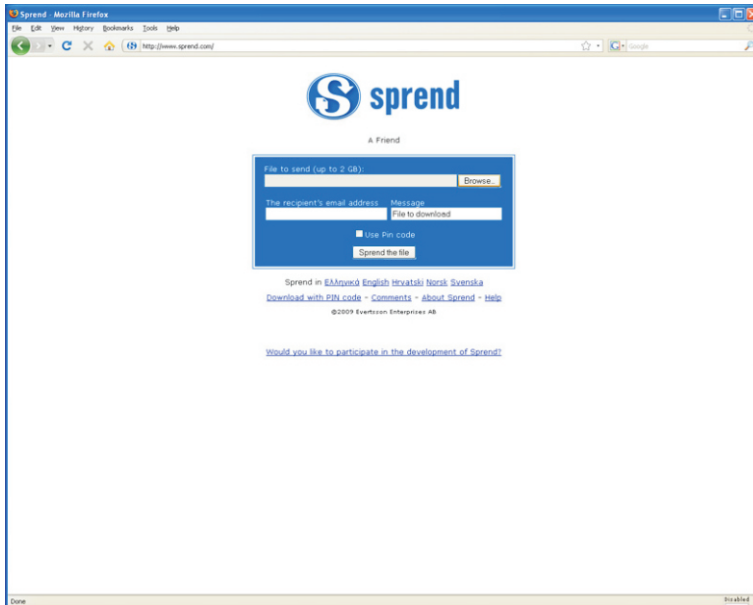 Sprend - Mozilla Firefox
File Edit View History Bookmarks Tools Help
http://www.sprend.com/ Google
sprend
A Friend
File to send (up to 2 GB):
Browse...
The recipient's email address Message
File to download
Use Pin code
Sprend the file
Sprend in Ελληνικά English Hrvatski Norsk Svenska
Download with PIN code - Comments - About Sprend - Help
©2009 Evertsson Enterprises AB
Would you like to participate in the development of Sprend?
Done Disabled